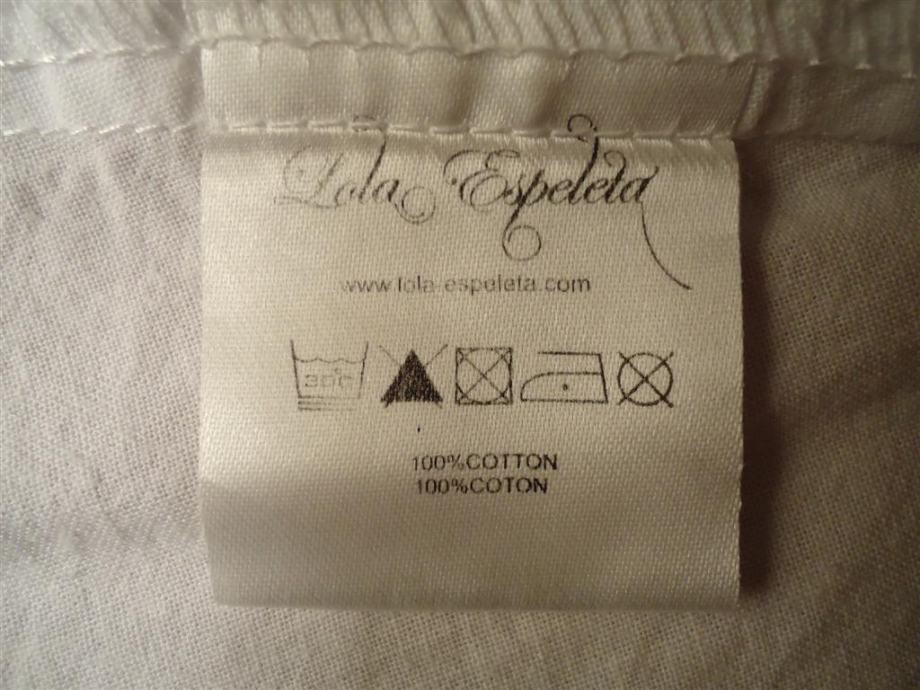 Lola Espeleta
www.lola-espeleta.com
30°C
100%COTTON
100%COTON